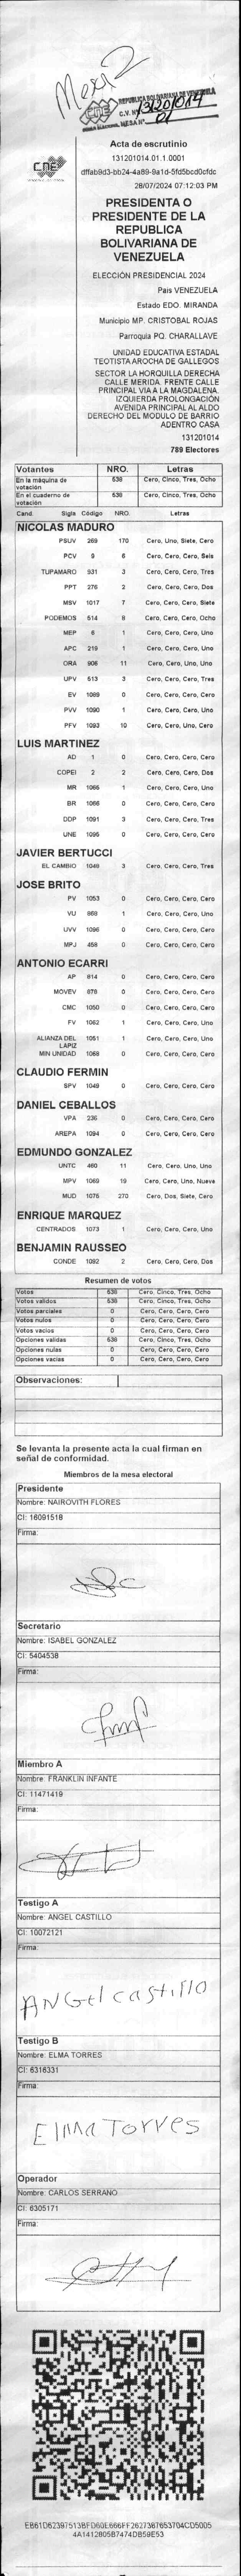 Mesa 2
CNE
REPUBLICA BOLIVARIANA DE VENEZUELA
C.V. Nº 131201014
MESA Nº 01
CNE
Acta de escrutinio
131201014.01.1.0001
dffab9d3-bb24-4a89-9a1d-5fd5bcd0cfdc
28/07/2024 07:12:03 PM
PRESIDENTA O
PRESIDENTE DE LA
REPUBLICA
BOLIVARIANA DE
VENEZUELA
ELECCIÓN PRESIDENCIAL 2024
Pais VENEZUELA
Estado EDO. MIRANDA
Municipio MP. CRISTOBAL ROJAS
Parroquia PQ. CHARALLAVE
UNIDAD EDUCATIVA ESTADAL
TEOTISTA AROCHA DE GALLEGOS
SECTOR LA HORQUILLA DERECHA
CALLE MERIDA. FRENTE CALLE
PRINCIPAL VIA A LA MAGDALENA.
IZQUIERDA PROLONGACIÓN
AVENIDA PRINCIPAL AL ALDO
DERECHO DEL MODULO DE BARRIO
ADENTRO CASA
131201014
789 Electores
Votantes NRO. Letras
En la máquina de votación 538 Cero, Cinco, Tres, Ocho
En el cuaderno de votación 538 Cero, Cinco, Tres, Ocho
Cand. Sigla Código NRO. Letras
NICOLAS MADURO
PSUV 269 170 Cero, Uno, Siete, Cero
PCV 9 6 Cero, Cero, Cero, Seis
TUPAMARO 931 3 Cero, Cero, Cero, Tres
PPT 276 2 Cero, Cero, Cero, Dos
MSV 1017 7 Cero, Cero, Cero, Siete
PODEMOS 514 8 Cero, Cero, Cero, Ocho
MEP 6 1 Cero, Cero, Cero, Uno
APC 219 1 Cero, Cero, Cero, Uno
ORA 906 11 Cero, Cero, Uno, Uno
UPV 513 3 Cero, Cero, Cero, Tres
EV 1089 0 Cero, Cero, Cero, Cero
PVV 1090 1 Cero, Cero, Cero, Uno
PFV 1093 10 Cero, Cero, Uno, Cero
LUIS MARTINEZ
AD 1 0 Cero, Cero, Cero, Cero
COPEI 2 2 Cero, Cero, Cero, Dos
MR 1065 1 Cero, Cero, Cero, Uno
BR 1066 0 Cero, Cero, Cero, Cero
DDP 1091 3 Cero, Cero, Cero, Tres
UNE 1095 0 Cero, Cero, Cero, Cero
JAVIER BERTUCCI
EL CAMBIO 1048 3 Cero, Cero, Cero, Tres
JOSE BRITO
PV 1053 0 Cero, Cero, Cero, Cero
VU 868 1 Cero, Cero, Cero, Uno
UVV 1096 0 Cero, Cero, Cero, Cero
MPJ 458 0 Cero, Cero, Cero, Cero
ANTONIO ECARRI
AP 814 0 Cero, Cero, Cero, Cero
MOVEV 878 0 Cero, Cero, Cero, Cero
CMC 1050 0 Cero, Cero, Cero, Cero
FV 1062 1 Cero, Cero, Cero, Uno
ALIANZA DEL LÁPIZ 1051 1 Cero, Cero, Cero, Uno
MIN UNIDAD 1068 0 Cero, Cero, Cero, Cero
CLAUDIO FERMIN
SPV 1049 0 Cero, Cero, Cero, Cero
DANIEL CEBALLOS
VPA 236 0 Cero, Cero, Cero, Cero
AREPA 1094 0 Cero, Cero, Cero, Cero
EDMUNDO GONZALEZ
UNTC 480 11 Cero, Cero, Uno, Uno
MPV 1069 19 Cero, Cero, Uno, Nueve
MUD 1075 270 Cero, Dos, Siete, Cero
ENRIQUE MARQUEZ
CENTRADOS 1073 1 Cero, Cero, Cero, Uno
BENJAMIN RAUSSEO
CONDE 1092 2 Cero, Cero, Cero, Dos
Resumen de votos
Votos 538 Cero, Cinco, Tres, Ocho
Votos validos 538 Cero, Cinco, Tres, Ocho
Votos parciales 0 Cero, Cero, Cero, Cero
Votos nulos 0 Cero, Cero, Cero, Cero
Votos vacios 0 Cero, Cero, Cero, Cero
Opciones validas 538 Cero, Cinco, Tres, Ocho
Opciones nulas 0 Cero, Cero, Cero, Cero
Opciones vacias 0 Cero, Cero, Cero, Cero
Observaciones:
Se levanta la presente acta la cual firman en
señal de conformidad.
Miembros de la mesa electoral
Presidente
Nombre: NAIROVITH FLORES
CI: 16091518
Firma:
Secretario
Nombre: ISABEL GONZALEZ
CI: 5404538
Firma:
Miembro A
Nombre: FRANKLIN INFANTE
CI: 11471419
Firma:
Testigo A
Nombre: ANGEL CASTILLO
CI: 10072121
Firma:
ANGel castillo
Testigo B
Nombre: ELMA TORRES
CI: 6316331
Firma:
Elma Torres
Operador
Nombre: CARLOS SERRANO
CI: 6305171
Firma:
EB61D62397513BFD60E666FF2627387653704CD5005
4A1412805B7474DB59E53